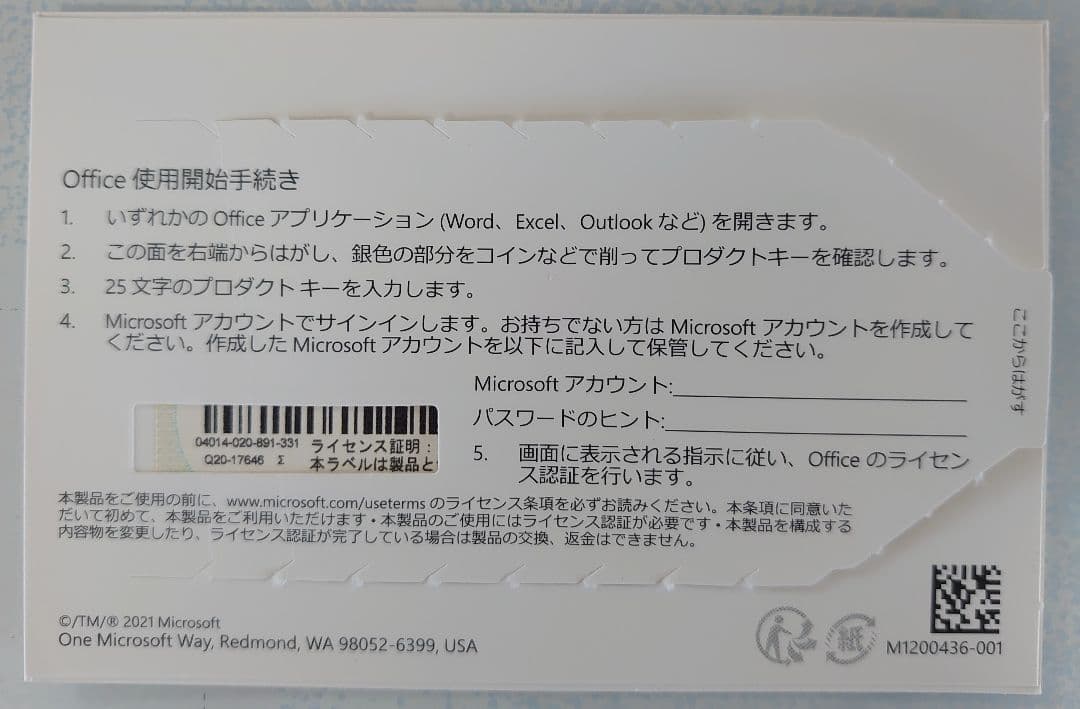 Office 使用開始手続き
1. いずれかの Office アプリケーション (Word、Excel、Outlook など) を開きます。
2. この面を右端からはがし、銀色の部分をコインなどで削ってプロダクトキーを確認します。
3. 25 文字のプロダクト キーを入力します。
4. Microsoft アカウントでサインインします。お持ちでない方は Microsoft アカウントを作成して
ください。作成した Microsoft アカウントを以下に記入して保管してください。
ここからはがす
Microsoft アカウント:
パスワードのヒント:
04014-020-891-331 ライセンス証明:
Q20-17646 Σ 本ラベルは製品と
5. 画面に表示される指示に従い、Office のライセン
ス認証を行います。
本製品をご使用の前に、www.microsoft.com/useterms のライセンス条項を必ずお読みください。本条項に同意いた
だいて初めて、本製品をご利用いただけます・本製品のご使用にはライセンス認証が必要です・本製品を構成する
内容物を変更したり、ライセンス認証が完了している場合は製品の交換、返金はできません。
©/TM/® 2021 Microsoft
One Microsoft Way, Redmond, WA 98052-6399, USA
紙
M1200436-001